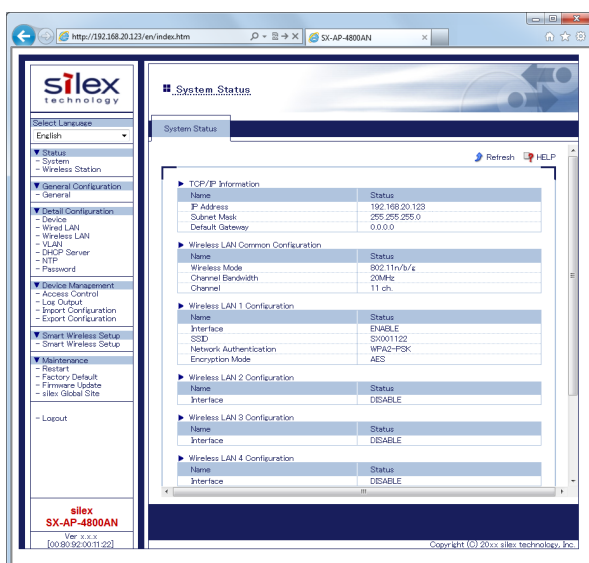 http://192.168.20.123/en/index.htm
SX-AP-4800AN
silex
technology
Select Language
English
Status
- System
- Wireless Station
General Configuration
- General
Detail Configuration
- Device
- Wired LAN
- Wireless LAN
- VLAN
- DHCP Server
- NTP
- Password
Device Management
- Access Control
- Log Output
- Import Configuration
- Export Configuration
Smart Wireless Setup
- Smart Wireless Setup
Maintenance
- Restart
- Factory Default
- Firmware Update
- silex Global Site
- Logout
silex
SX-AP-4800AN
Ver x.x.x
[00:80:92:00:11:22]
System Status
System Status
Refresh HELP
TCP/IP Information
Name Status
IP Address 192.168.20.123
Subnet Mask 255.255.255.0
Default Gateway 0.0.0.0
Wireless LAN Common Configuration
Name Status
Wireless Mode 802.11n/b/g
Channel Bandwidth 20MHz
Channel 11 ch.
Wireless LAN 1 Configuration
Name Status
Interface ENABLE
SSID SX001122
Network Authentication WPA2-PSK
Encryption Mode AES
Wireless LAN 2 Configuration
Name Status
Interface DISABLE
Wireless LAN 3 Configuration
Name Status
Interface DISABLE
Wireless LAN 4 Configuration
Name Status
Interface DISABLE
Copyright (C) 20xx silex technology, Inc.